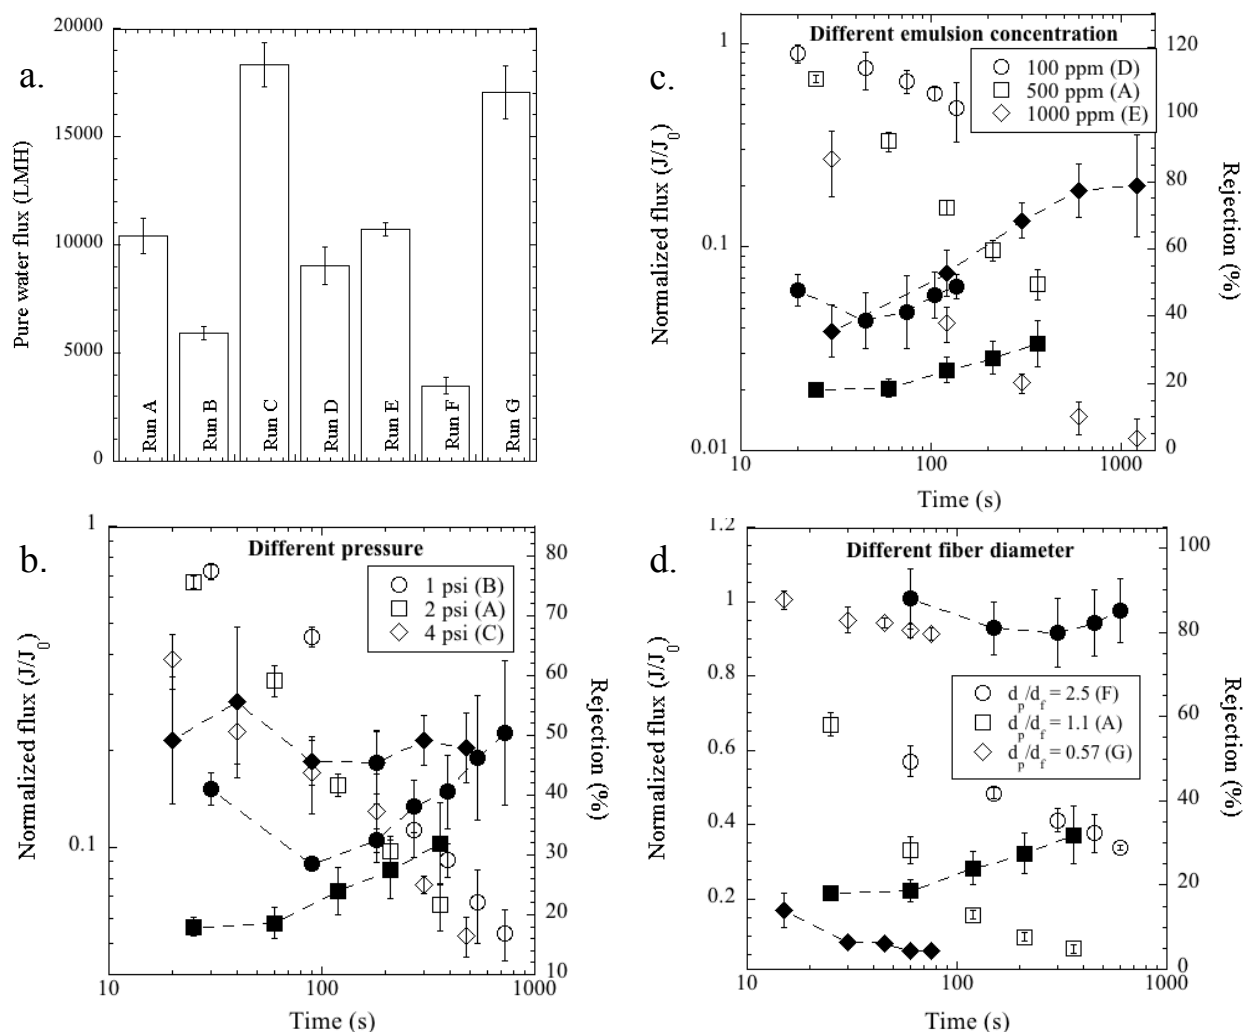 a.
20000
15000
10000
5000
0
Pure water flux (LMH)
Run A
Run B
Run C
Run D
Run E
Run F
Run G
c.
Different emulsion concentration
100 ppm (D)
500 ppm (A)
1000 ppm (E)
1
0.1
0.01
Normalized flux (J/J0)
120
100
80
60
40
20
0
Rejection (%)
10
100
1000
Time (s)
b.
Different pressure
1 psi (B)
2 psi (A)
4 psi (C)
1
0.1
Normalized flux (J/J0)
80
70
60
50
40
30
20
10
Rejection (%)
10
100
1000
Time (s)
d.
Different fiber diameter
dp/df = 2.5 (F)
dp/df = 1.1 (A)
dp/df = 0.57 (G)
1.2
1
0.8
0.6
0.4
0.2
Normalized flux (J/J0)
100
80
60
40
20
0
Rejection (%)
10
100
1000
Time (s)